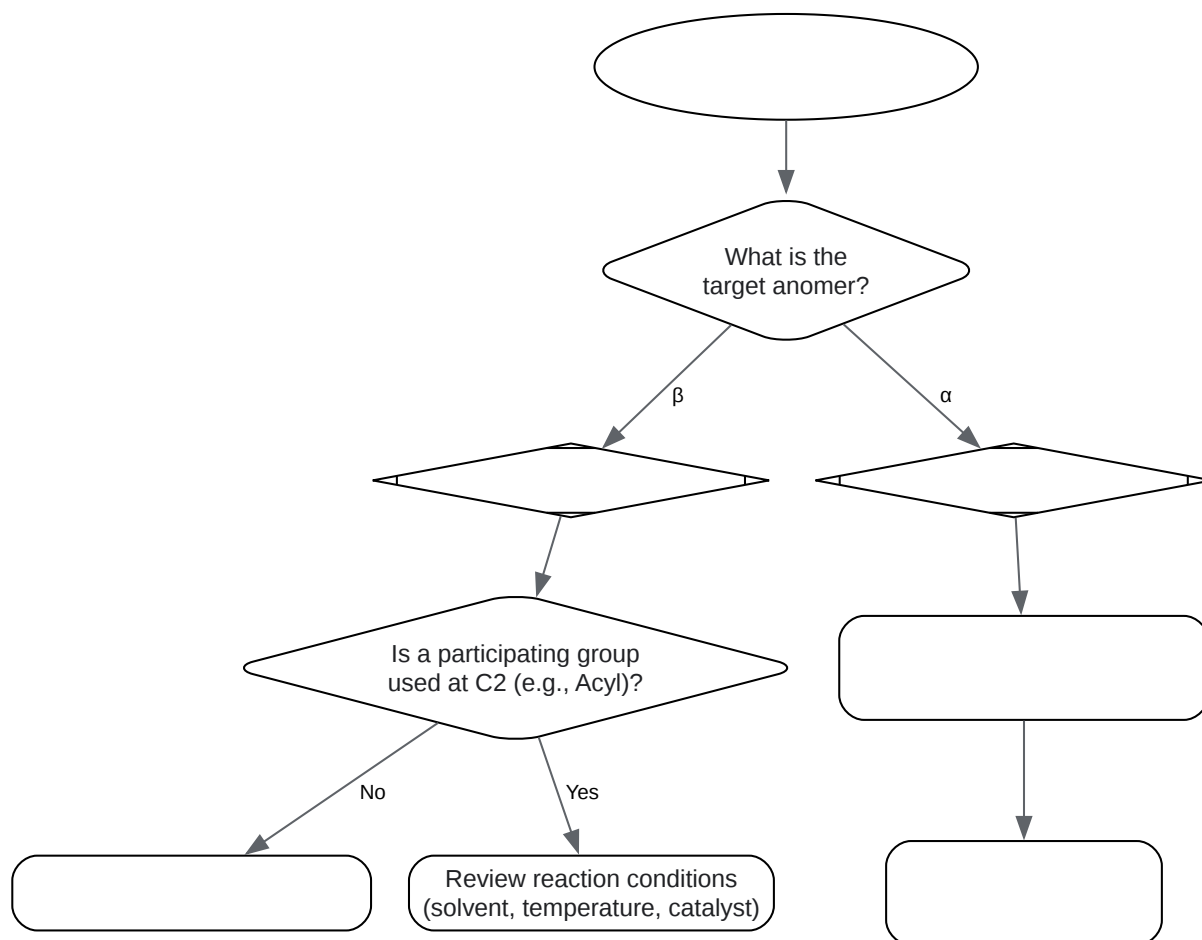 What is the
target anomer?
β
α
Is a participating group
used at C2 (e.g., Acyl)?
No
Yes
Review reaction conditions
(solvent, temperature, catalyst)